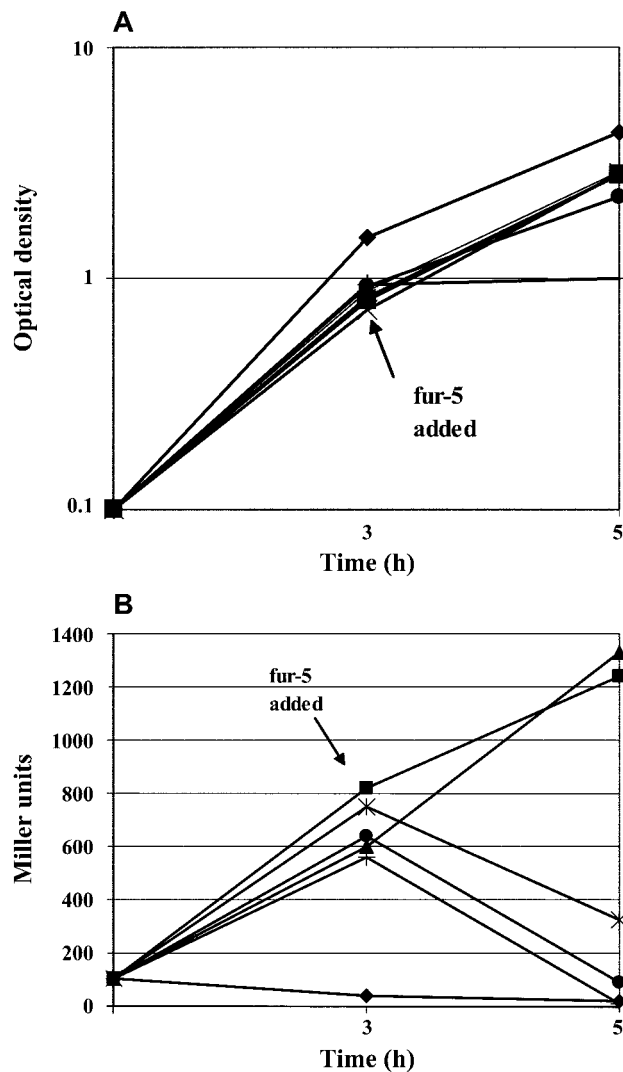 A
10
Optical density
1
fur-5
added
0.1
3
5
Time (h)
B
1400
1200
fur-5
added
1000
Miller units
800
600
400
200
0
3
5
Time (h)